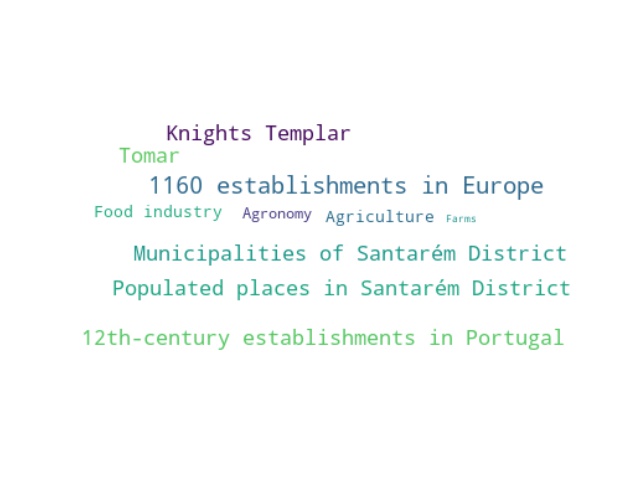 Knights Templar
Tomar
1160 establishments in Europe
Food industry Agronomy Agriculture Farms
Municipalities of Santarém District
Populated places in Santarém District
12th-century establishments in Portugal